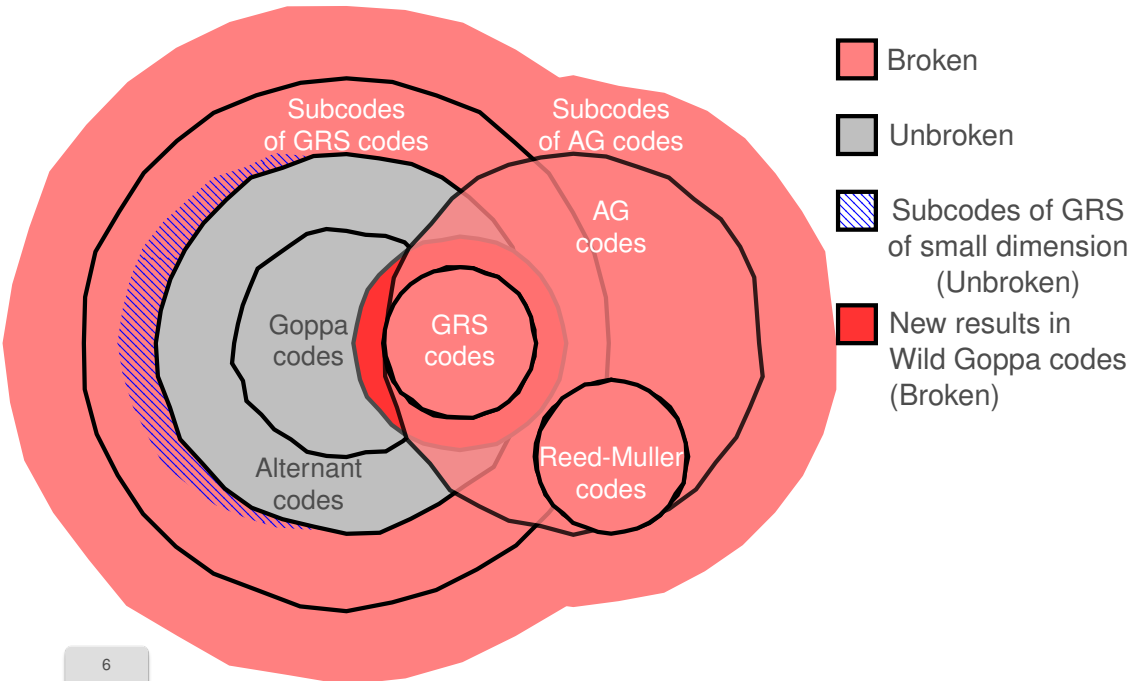 Subcodes
of GRS codes
Subcodes
of AG codes
AG
codes
Goppa
codes
GRS
codes
Alternant
codes
Reed-Muller
codes
Broken
Unbroken
Subcodes of GRS
of small dimension
(Unbroken)
New results in
Wild Goppa codes
(Broken)
6